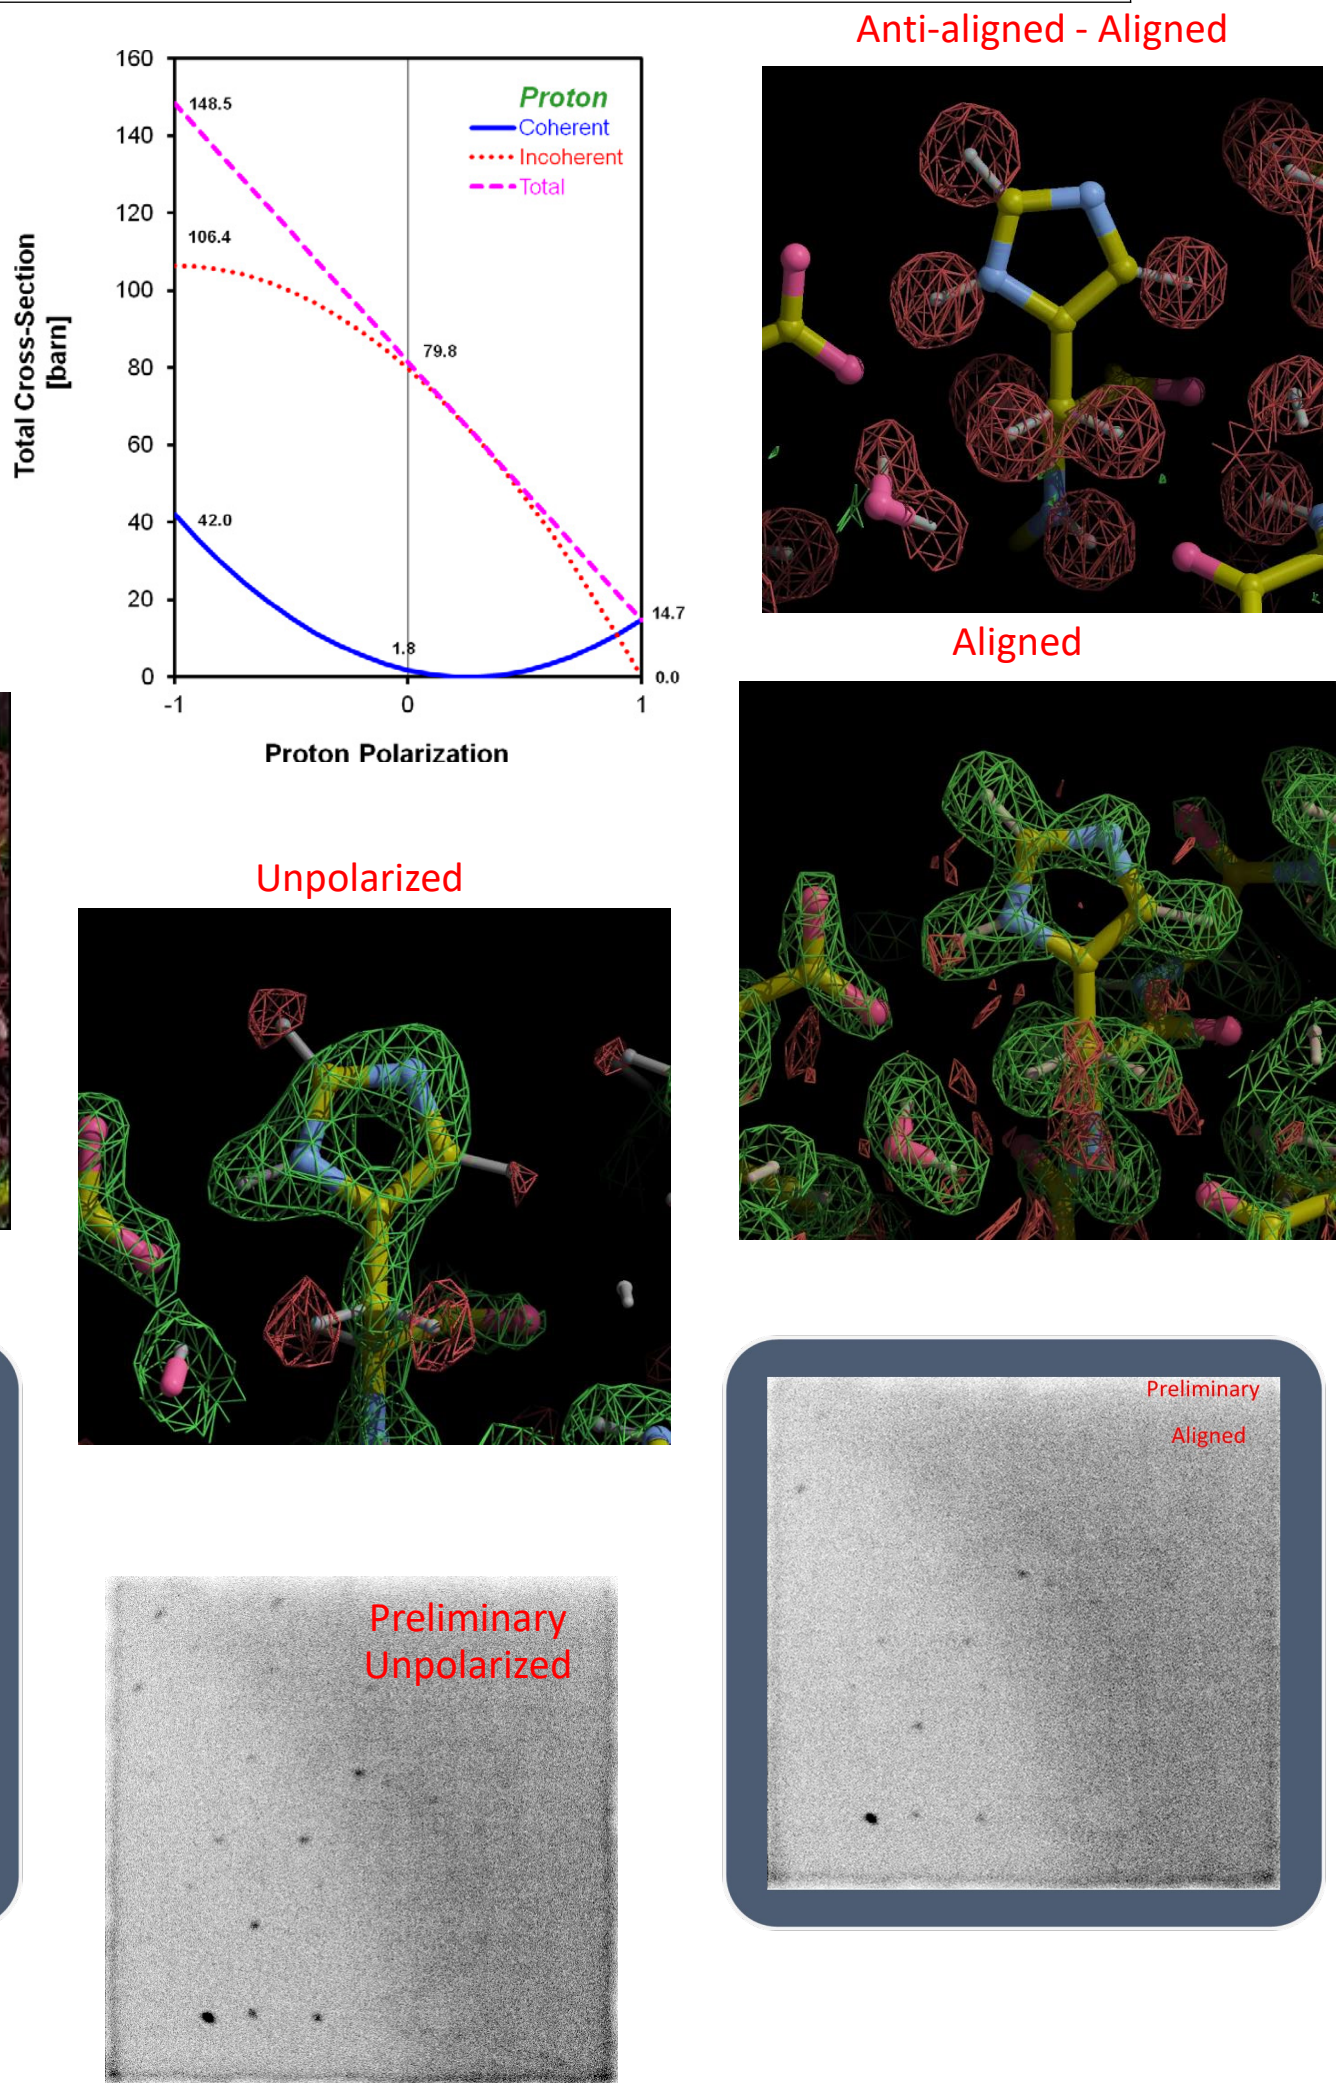 Anti-aligned - Aligned
160
140
120
100
80
60
40
20
0
Total Cross-Section
[barn]
148.5
106.4
42.0
79.8
1.8
14.7
0.0
Proton
Coherent
Incoherent
Total
-1
0
1
Proton Polarization
Aligned
Unpolarized
Preliminary
Aligned
Preliminary
Unpolarized